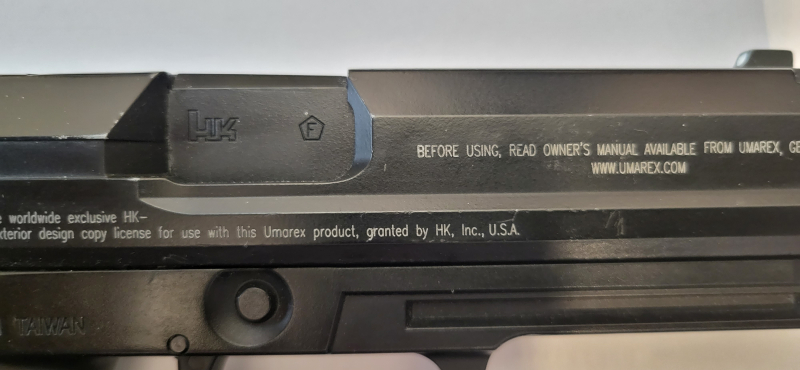 HK
F
BEFORE USING, READ OWNER'S MANUAL AVAILABLE FROM UMAREX,
WWW.UMAREX.COM
worldwide exclusive HK-
exterior design copy license for use with this Umarex product, granted by HK, Inc., U.S.A.
TAIWAN